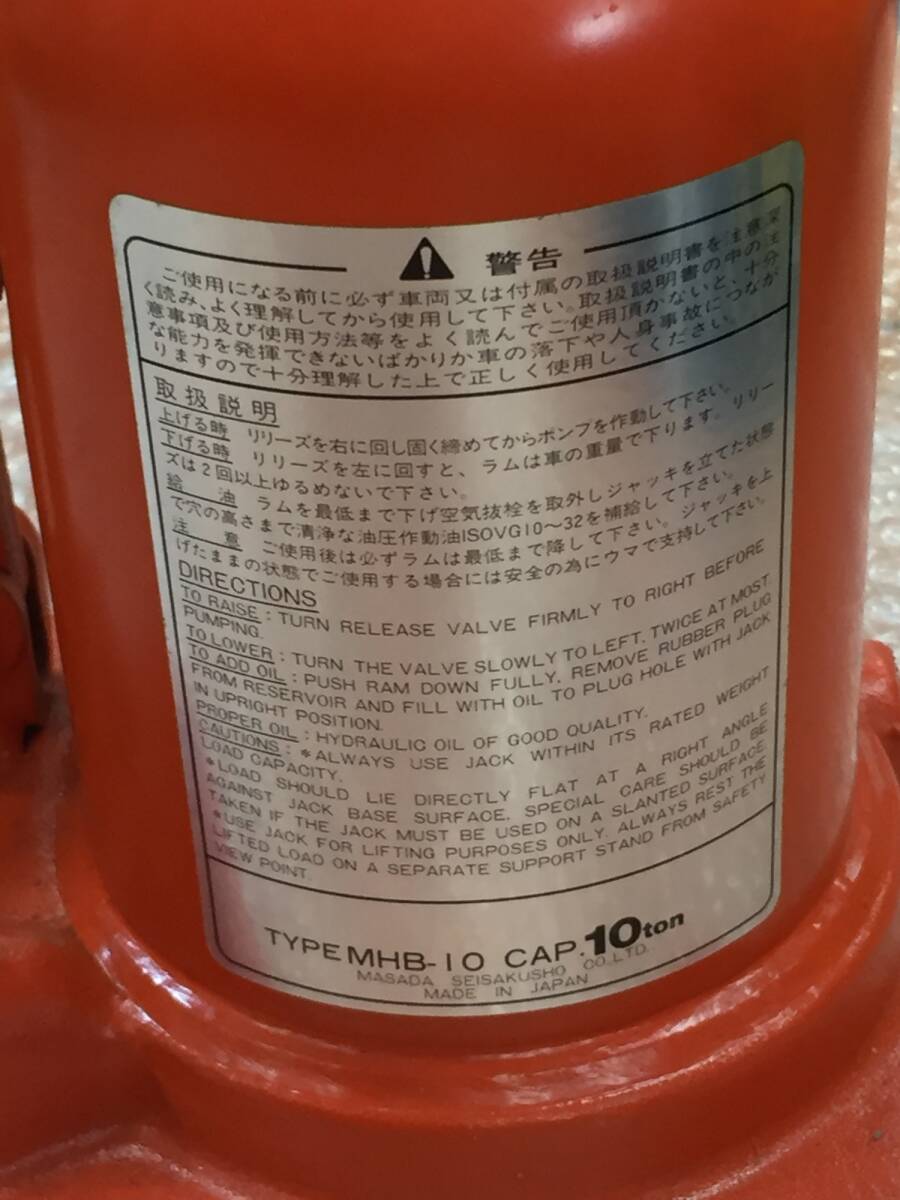 警告
ご使用になる前に必ず車両又は付属の取扱説明書を注意深
く読み、よく理解してから使用して下さい。取扱説明書の中の注
意事項及び使用方法等をよく読んでご使用頂かないと、十分
な能力を発揮できないばかりか車の落下や人身事故につなが
りますので十分理解した上で正しく使用してください。
取扱説明
上げる時 リリーズを右に回し固く締めてからポンプを作動して下さい。
下げる時 リリーズを左に回すと、ラムは車の重量で下ります。リリー
ズは2回以上ゆるめないで下さい。
給油 ラムを最低まで下げ空気抜栓を取外しジャッキを立てた状態
で穴の高さまで清浄な油圧作動油ISOVG10〜32を補給して下さい。
注意 ご使用後は必ずラムは最低まで降して下さい。ジャッキを上
げたままの状態でご使用する場合には安全の為にウマで支持して下さい。
DIRECTIONS
TO RAISE : TURN RELEASE VALVE FIRMLY TO RIGHT BEFORE
PUMPING.
TO LOWER : TURN THE VALVE SLOWLY TO LEFT, TWICE AT MOST.
TO ADD OIL : PUSH RAM DOWN FULLY, REMOVE RUBBER PLUG
FROM RESERVOIR AND FILL WITH OIL TO PLUG HOLE WITH JACK
IN UPRIGHT POSITION.
PROPER OIL : HYDRAULIC OIL OF GOOD QUALITY.
CAUTIONS : *ALWAYS USE JACK WITHIN ITS RATED WEIGHT
LOAD CAPACITY.
*LOAD SHOULD LIE DIRECTLY FLAT AT A RIGHT ANGLE
AGAINST JACK BASE SURFACE. SPECIAL CARE SHOULD BE
TAKEN IF THE JACK MUST BE USED ON A SLANTED SURFACE.
*USE JACK FOR LIFTING PURPOSES ONLY. ALWAYS REST THE
LIFTED LOAD ON A SEPARATE SUPPORT STAND FROM SAFETY
VIEW POINT.
TYPE MHB-10 CAP.10ton
MASADA SEISAKUSHO CO.,LTD.
MADE IN JAPAN